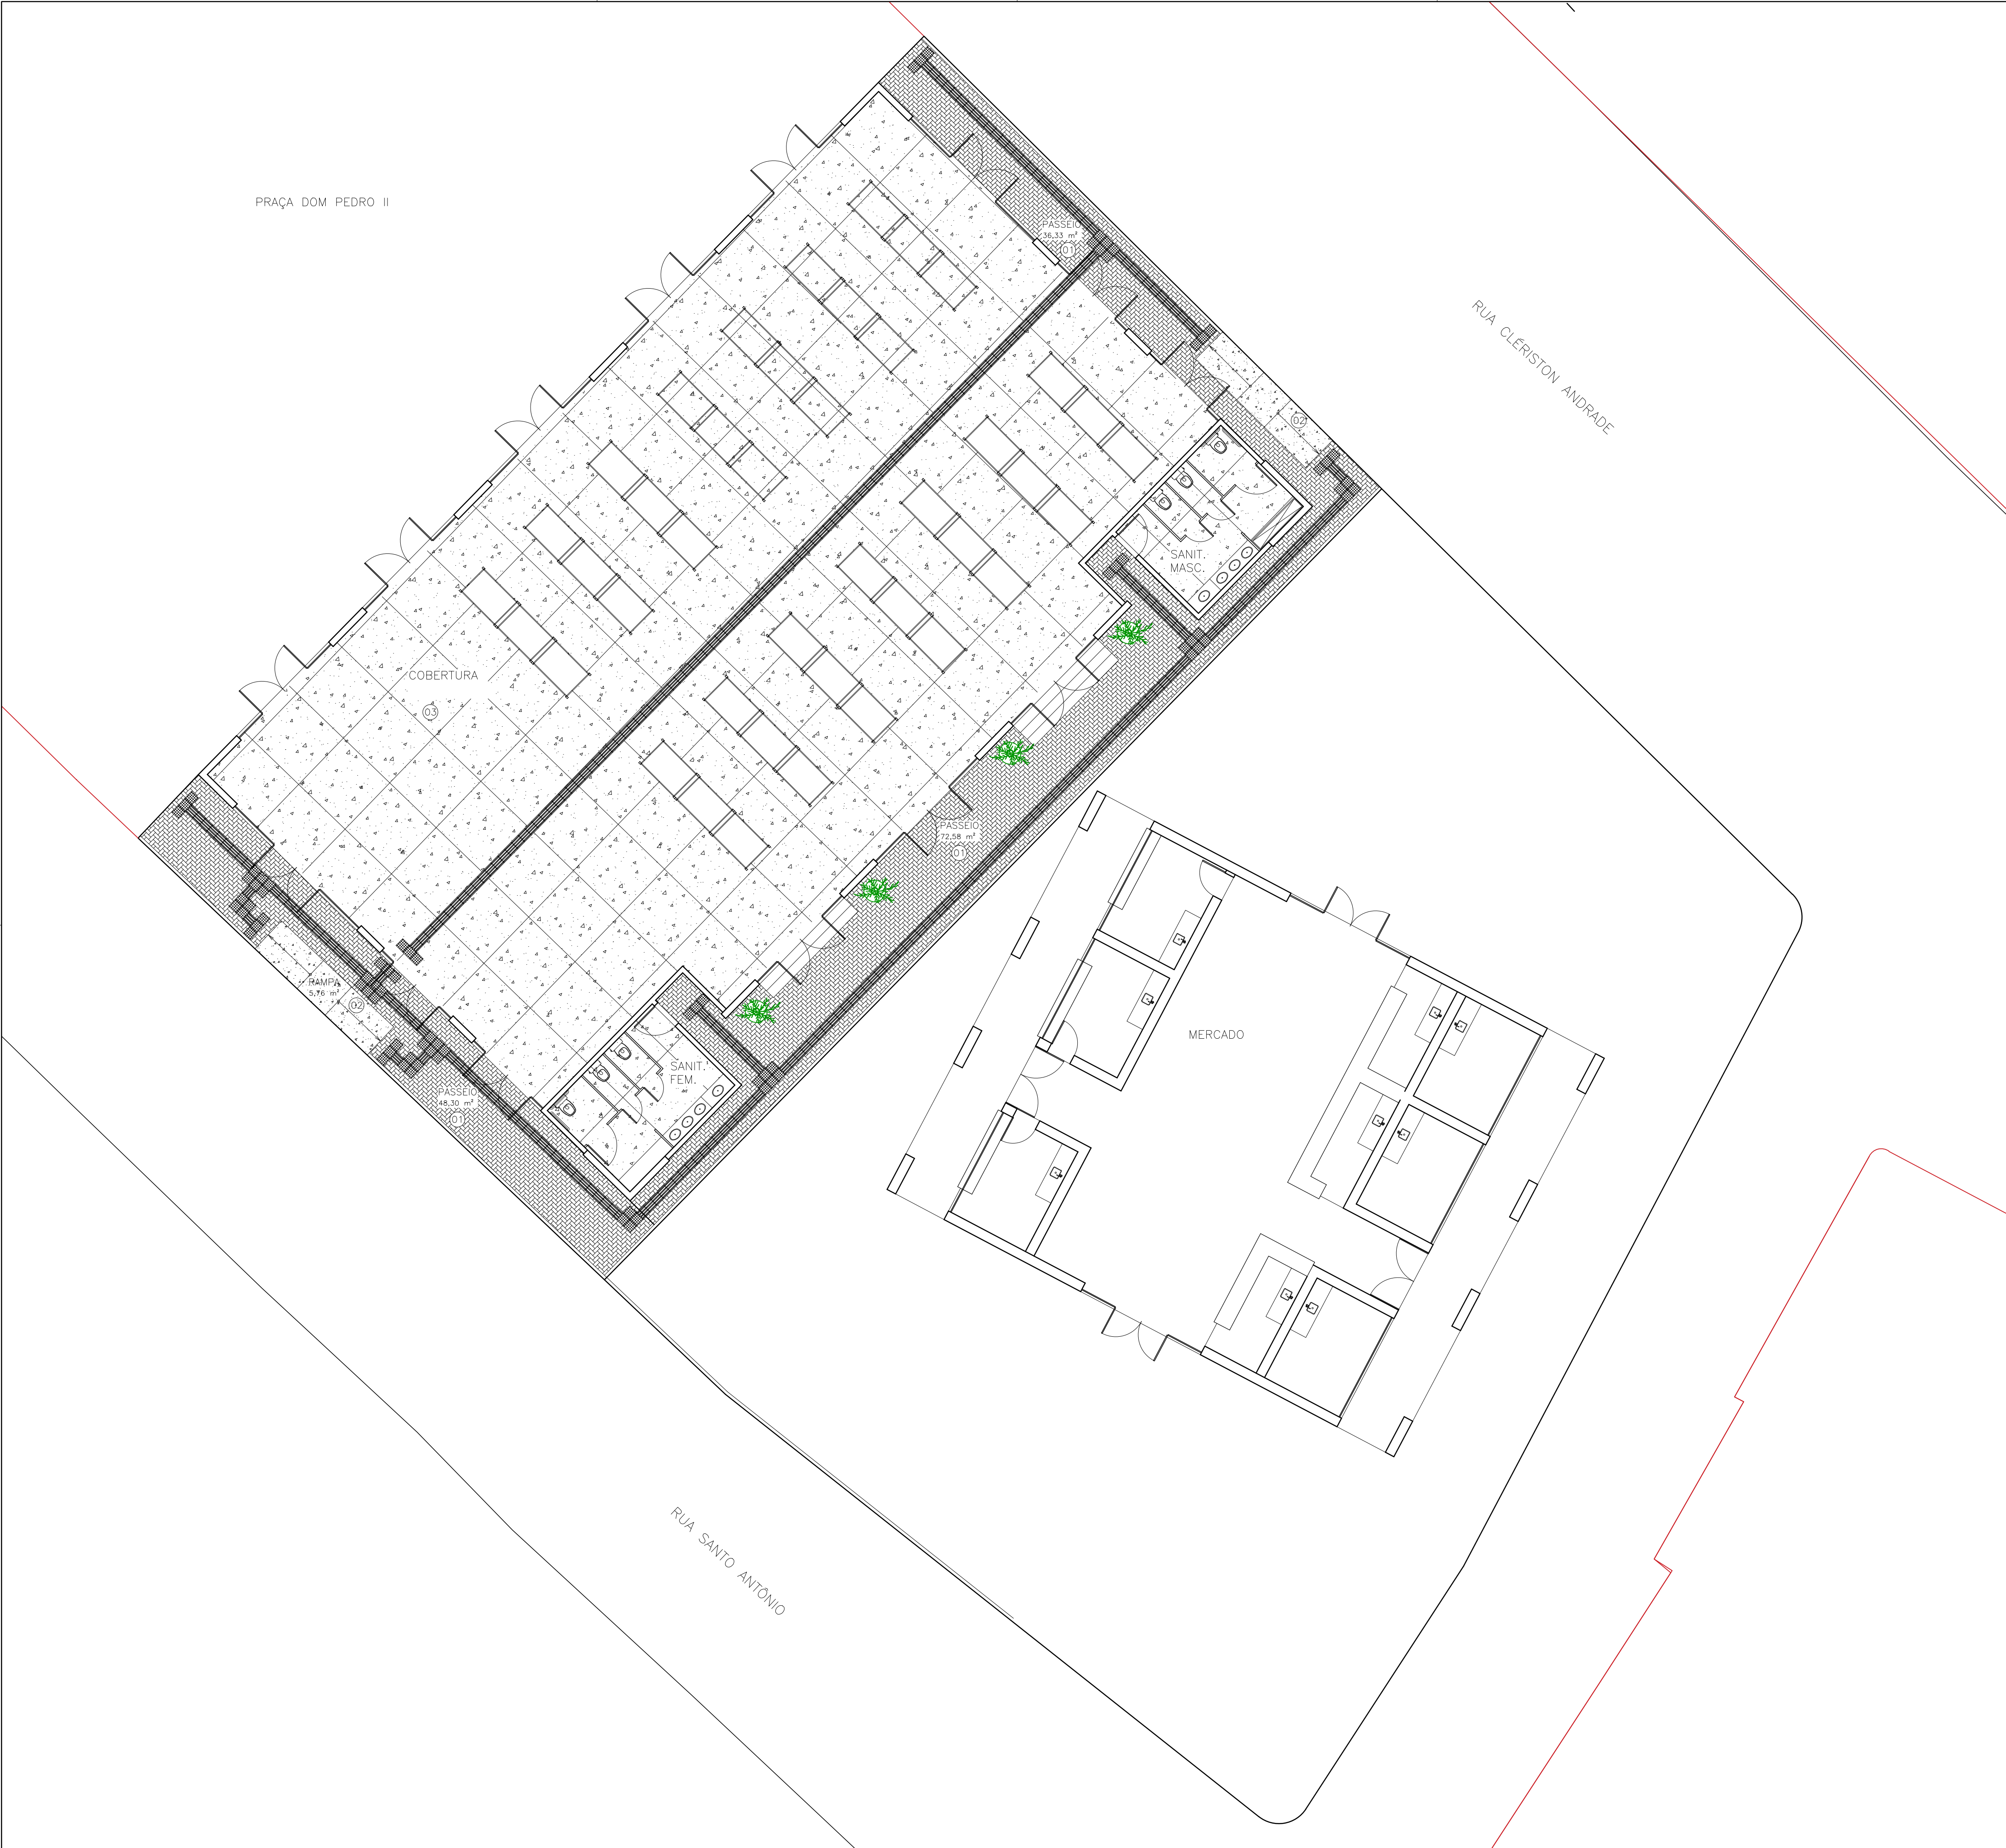 PRAÇA DOM PEDRO II
PASSEIO
36,33 m²
01
RUA CLÉRISTON ANDRADE
02
SANIT.
MASC.
COBERTURA
03
PASSEIO
72,58 m²
01
RAMPA
5,76 m²
02
MERCADO
SANIT.
FEM.
PASSEIO
48,30 m²
01
RUA SANTO ANTÔNIO